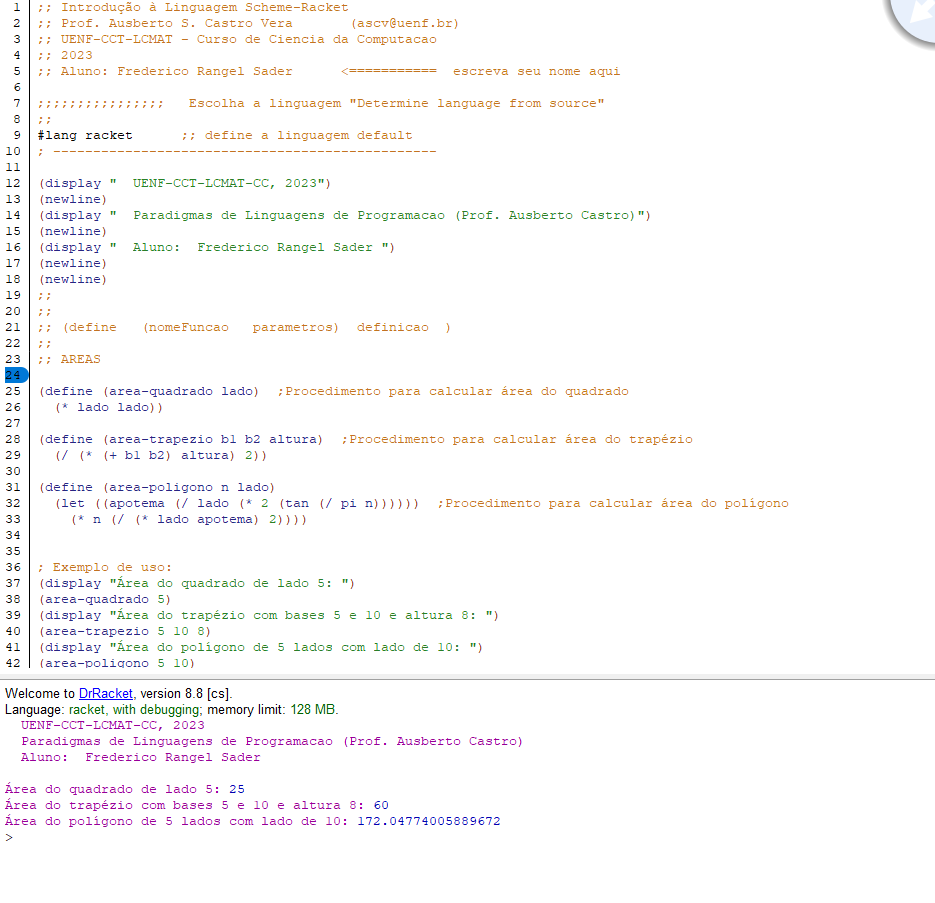 1 ;; Introdução à Linguagem Scheme-Racket
2 ;; Prof. Ausberto S. Castro Vera (ascv@uenf.br)
3 ;; UENF-CCT-LCMAT - Curso de Ciencia da Computacao
4 ;; 2023
5 ;; Aluno: Frederico Rangel Sader <=========== escreva seu nome aqui
6
7 ;;;;;;;;;;;;;;;; Escolha a linguagem "Determine language from source"
8 ;;
9 #lang racket ;; define a linguagem default
10 ; ------------------------------------------------
11
12 (display " UENF-CCT-LCMAT-CC, 2023")
13 (newline)
14 (display " Paradigmas de Linguagens de Programacao (Prof. Ausberto Castro)")
15 (newline)
16 (display " Aluno: Frederico Rangel Sader ")
17 (newline)
18 (newline)
19 ;;
20 ;;
21 ;; (define (nomeFuncao parametros) definicao )
22 ;;
23 ;; AREAS
24
25 (define (area-quadrado lado) ;Procedimento para calcular área do quadrado
26 (* lado lado))
27
28 (define (area-trapezio b1 b2 altura) ;Procedimento para calcular área do trapézio
29 (/ (* (+ b1 b2) altura) 2))
30
31 (define (area-poligono n lado)
32 (let ((apotema (/ lado (* 2 (tan (/ pi n)))))) ;Procedimento para calcular área do polígono
33 (* n (/ (* lado apotema) 2))))
34
35
36 ; Exemplo de uso:
37 (display "Área do quadrado de lado 5: ")
38 (area-quadrado 5)
39 (display "Área do trapézio com bases 5 e 10 e altura 8: ")
40 (area-trapezio 5 10 8)
41 (display "Área do polígono de 5 lados com lado de 10: ")
42 (area-poligono 5 10)
Welcome to DrRacket, version 8.8 [cs].
Language: racket, with debugging; memory limit: 128 MB.
UENF-CCT-LCMAT-CC, 2023
Paradigmas de Linguagens de Programacao (Prof. Ausberto Castro)
Aluno: Frederico Rangel Sader
Área do quadrado de lado 5: 25
Área do trapézio com bases 5 e 10 e altura 8: 60
Área do polígono de 5 lados com lado de 10: 172.04774005889672
>